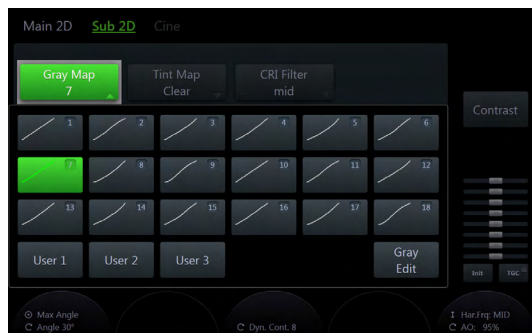 Main 2D Sub 2D Cine
Gray Map Tint Map CRI Filter
7 Clear mid
Contrast
1 2 3 4 5 6
7 8 9 10 11 12
13 14 15 16 17 18
User 1 User 2 User 3 Gray
Edit
Init TGC
Max Angle Har.Frq: MID
Angle 30° Dyn. Cont. 8 AO: 95%